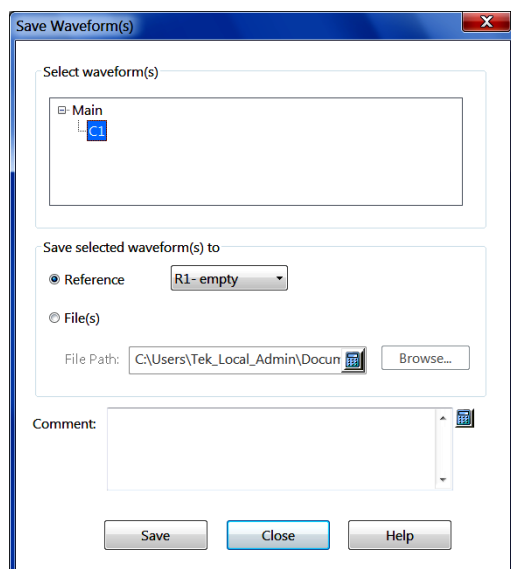 Save Waveform(s)
Select waveform(s)
Main
C1
Save selected waveform(s) to
Reference R1- empty
File(s)
File Path: C:\Users\Tek_Local_Admin\Docum Browse...
Comment:
Save Close Help